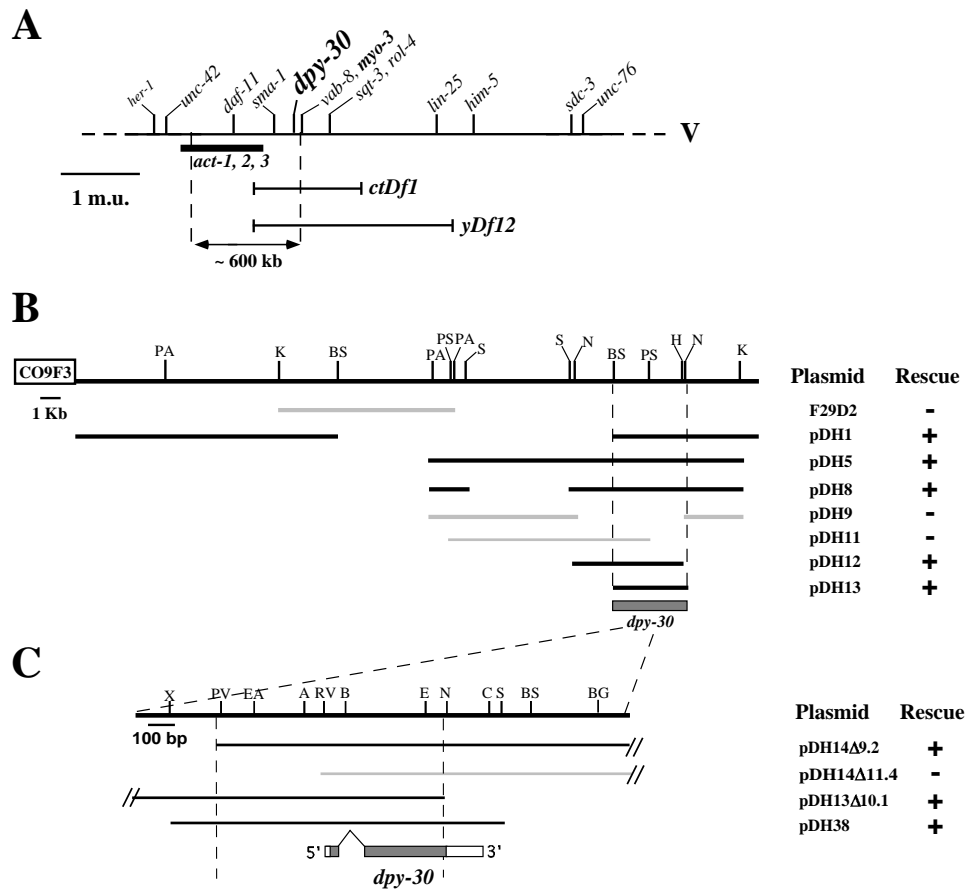 A
her-1 unc-42 daf-11 sma-1 dpy-30 vab-8, myo-3 sqt-3, rol-4 lin-25 him-5 sdc-3 unc-76
V
act-1, 2, 3
1 m.u.
ctDf1
yDf12
~ 600 kb
B
PA K BS PA PS PA S S N BS PS H N K
CO9F3
1 Kb
Plasmid Rescue
F29D2 -
pDH1 +
pDH5 +
pDH8 +
pDH9 -
pDH11 -
pDH12 +
pDH13 +
dpy-30
C
X PV EA A RV B E N C S BS BG
100 bp
Plasmid Rescue
pDH14Δ9.2 +
pDH14Δ11.4 -
pDH13Δ10.1 +
pDH38 +
5' 3'
dpy-30